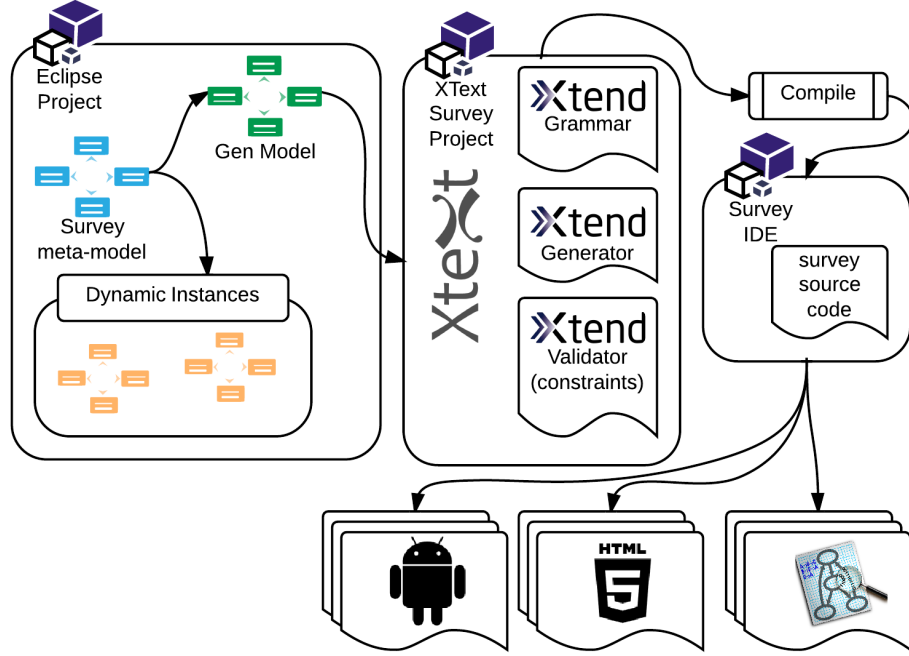 Eclipse
Project
Gen Model
Survey
meta-model
Dynamic Instances
XText
Survey
Project
Xtext
Xtend
Grammar
Xtend
Generator
Xtend
Validator
(constraints)
Compile
Survey
IDE
survey
source
code
HTML
5